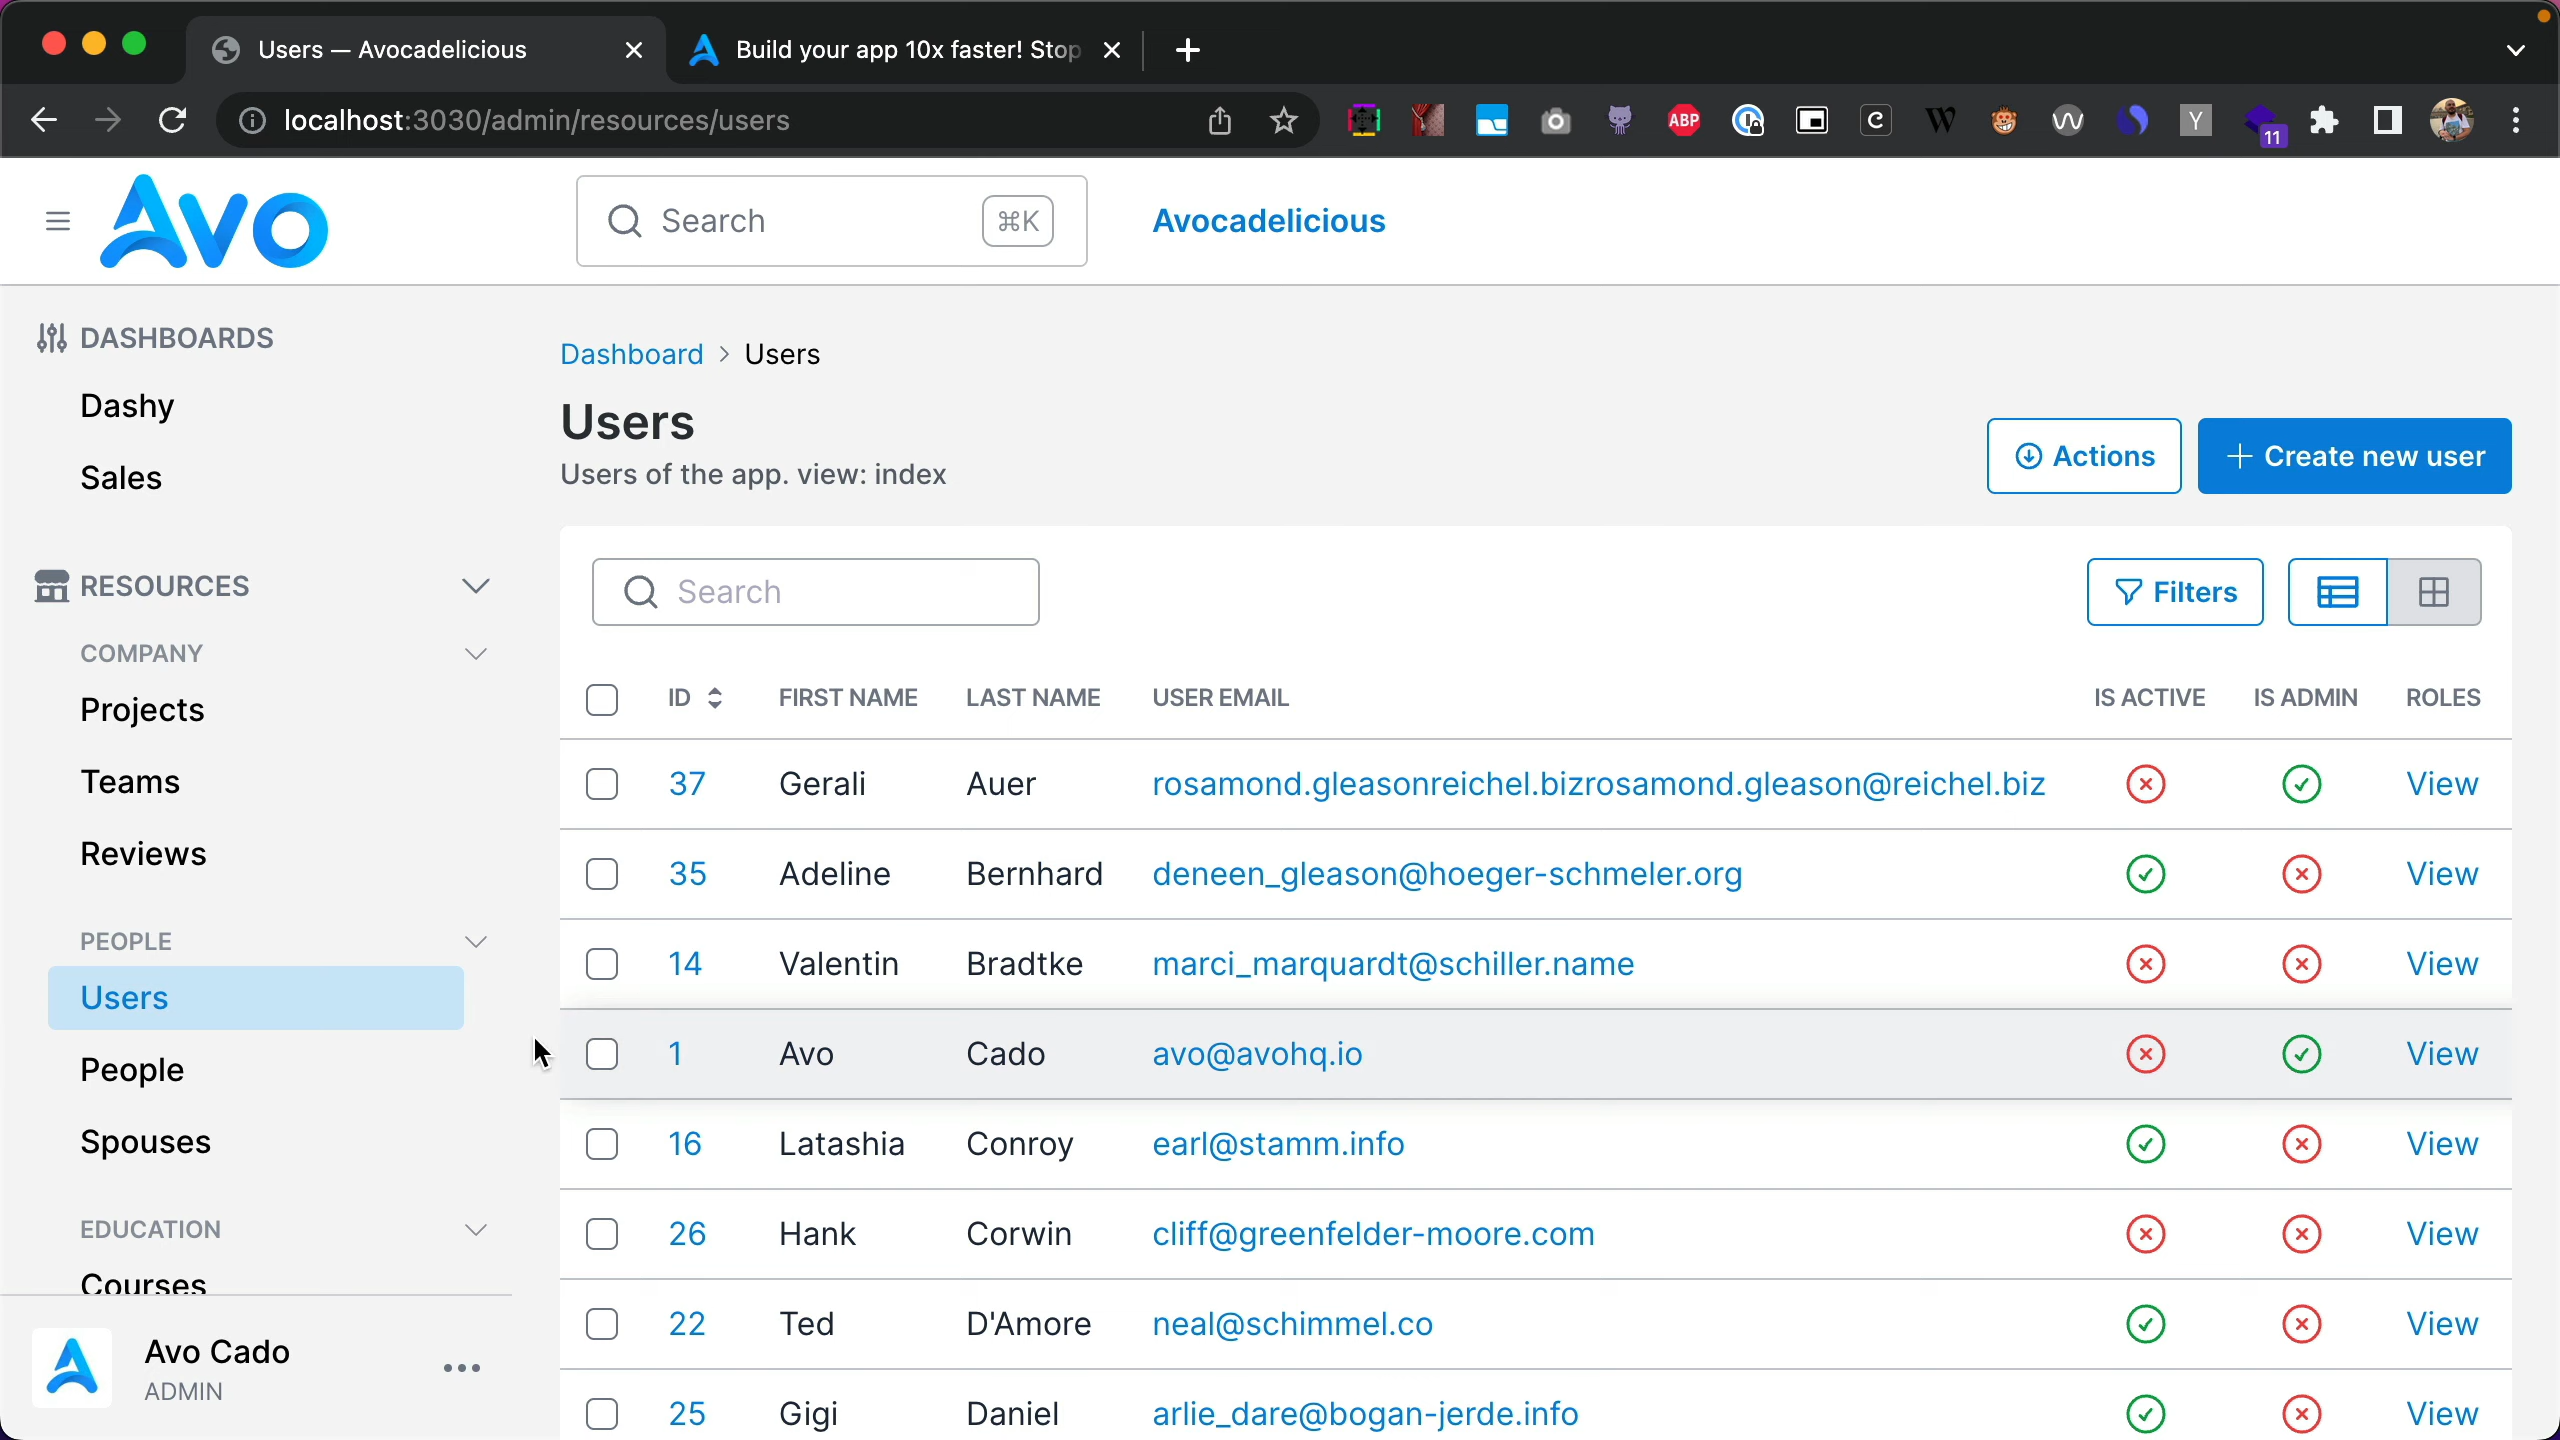 Users — Avocadelicious
Build your app 10x faster! Stop
localhost:3030/admin/resources/users
ABP
C
W
Y
11
Avo
Search
⌘K
Avocadelicious
DASHBOARDS
Dashy
Sales
RESOURCES
COMPANY
Projects
Teams
Reviews
PEOPLE
Users
People
Spouses
EDUCATION
Courses
Avo Cado
ADMIN
Dashboard > Users
Users
Users of the app. view: index
Actions
+ Create new user
Search
Filters
ID FIRST NAME LAST NAME USER EMAIL IS ACTIVE IS ADMIN ROLES
37 Gerali Auer rosamond.gleasonreichel.bizrosamond.gleason@reichel.biz View
35 Adeline Bernhard deneen_gleason@hoeger-schmeler.org View
14 Valentin Bradtke marci_marquardt@schiller.name View
1 Avo Cado avo@avohq.io View
16 Latashia Conroy earl@stamm.info View
26 Hank Corwin cliff@greenfelder-moore.com View
22 Ted D'Amore neal@schimmel.co View
25 Gigi Daniel arlie_dare@bogan-jerde.info View